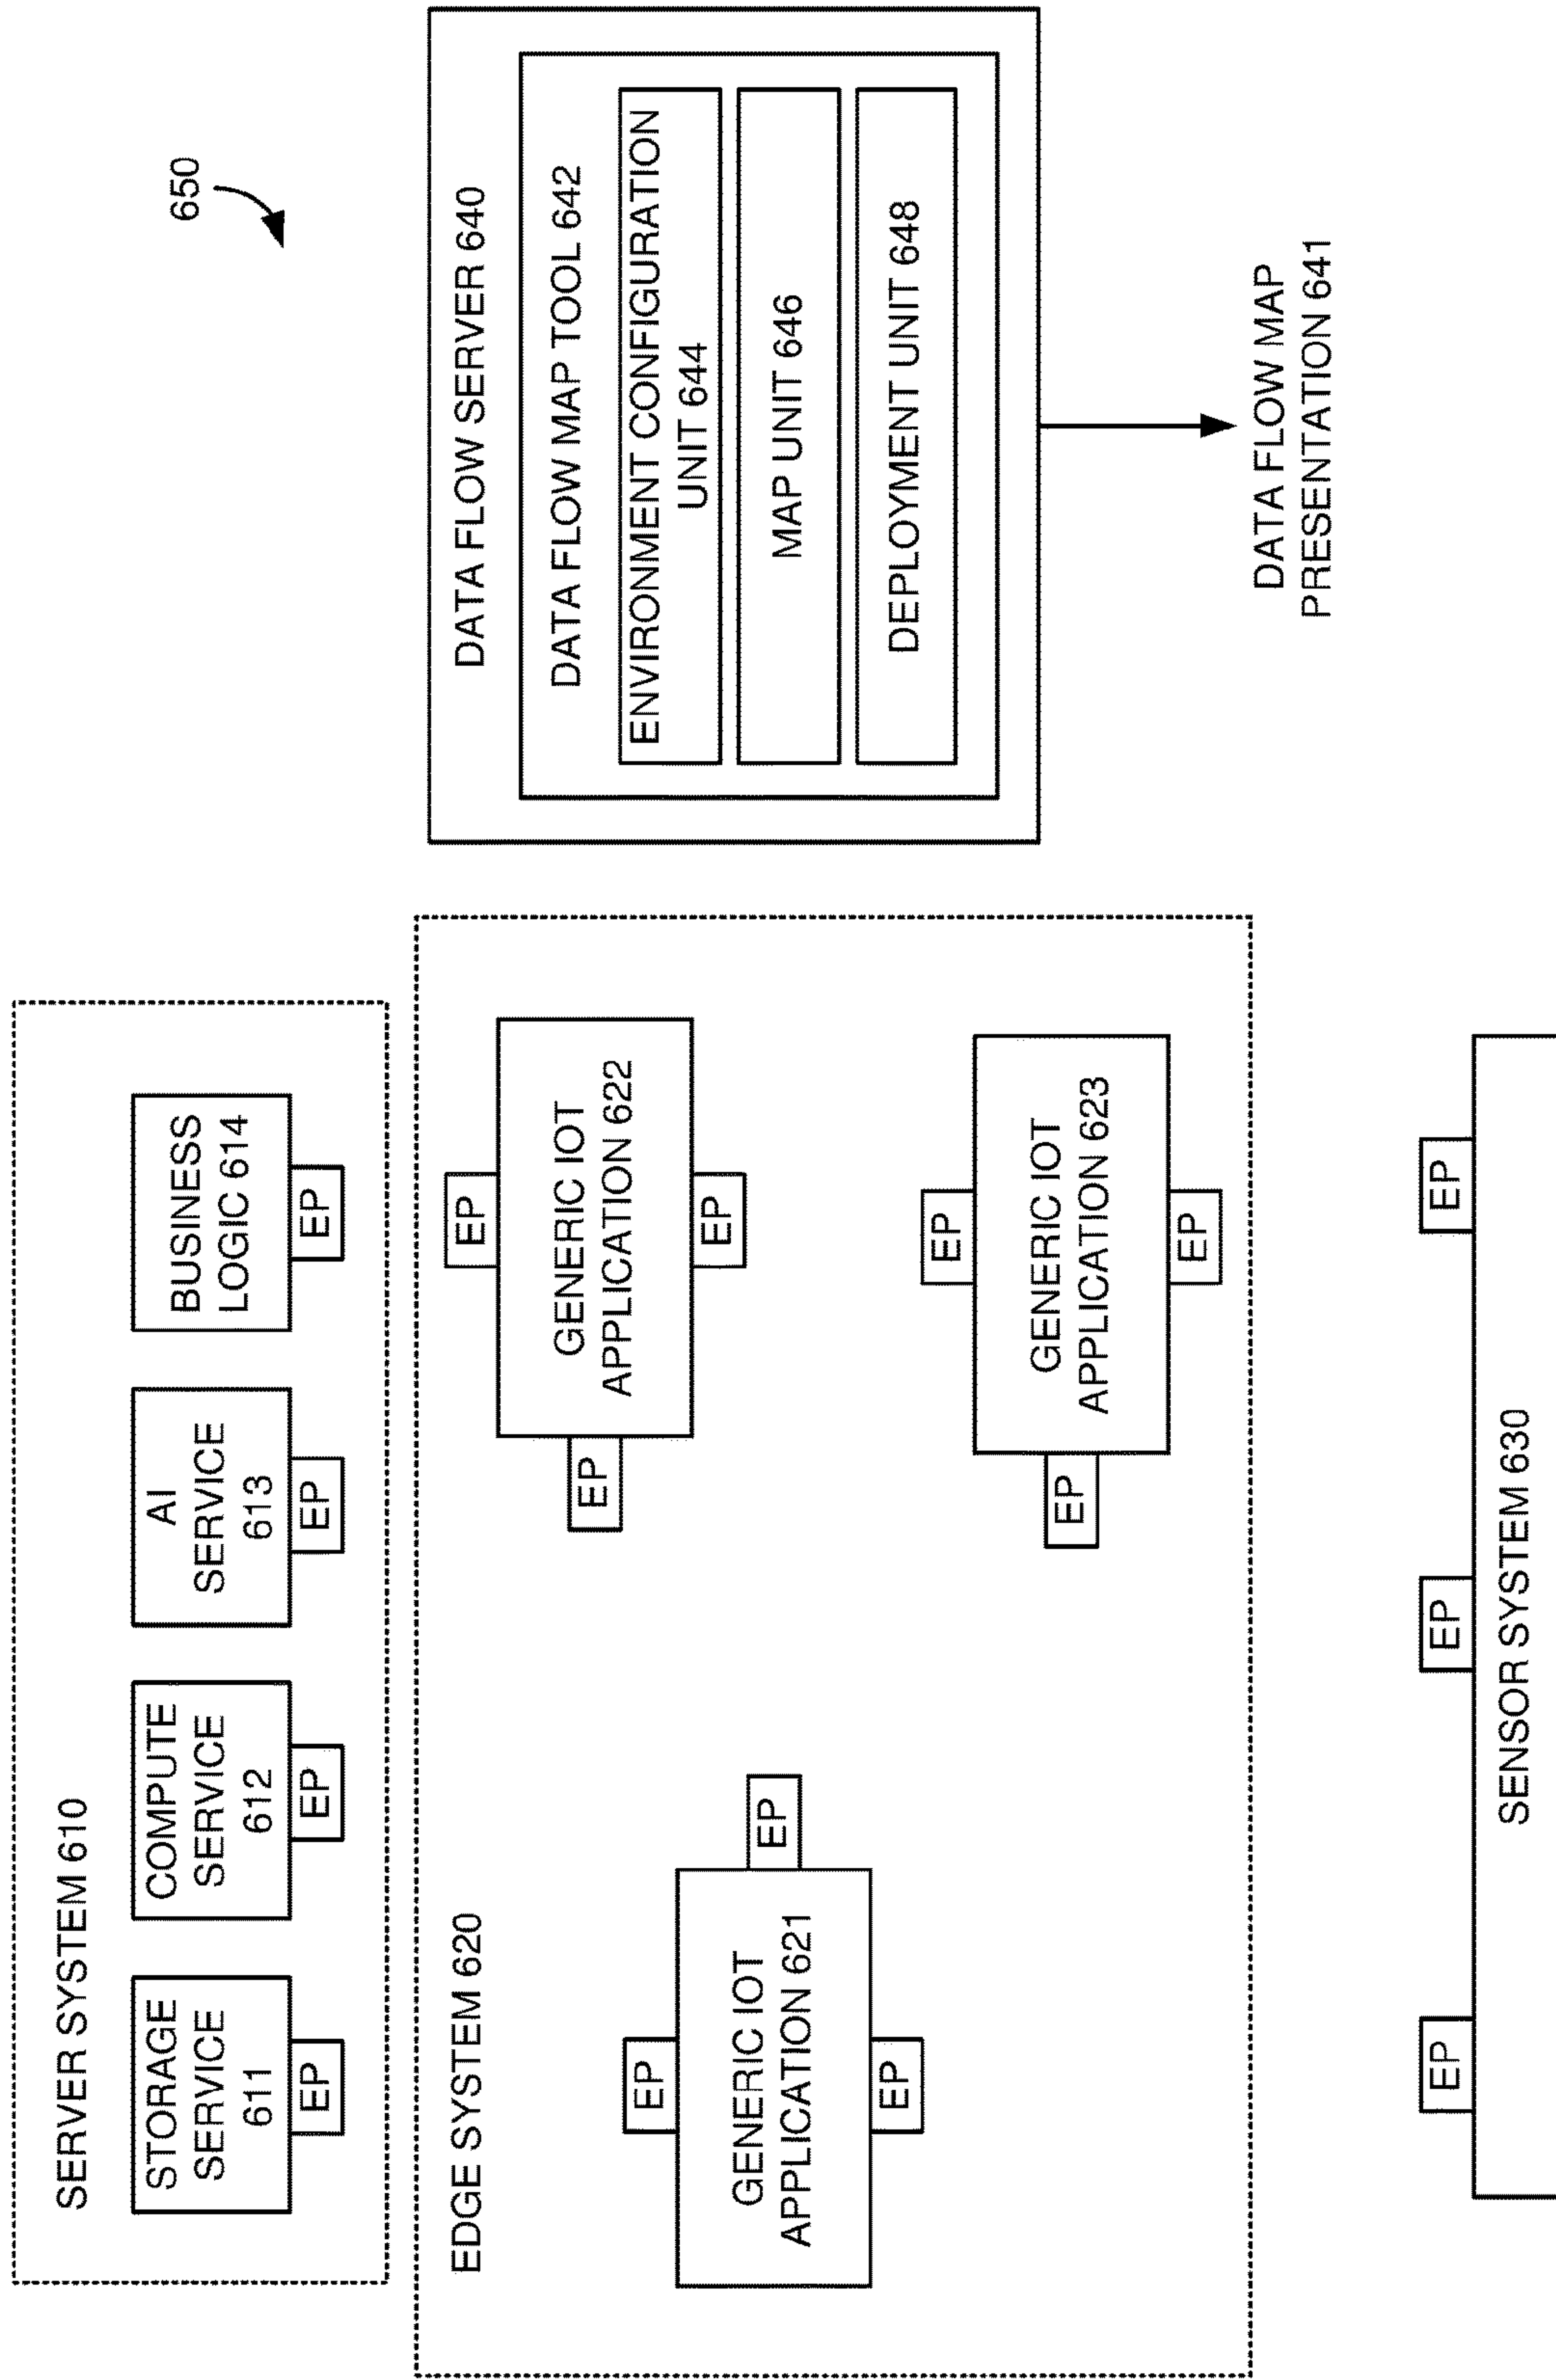 650
SERVER SYSTEM 610
STORAGE
SERVICE
611
EP
COMPUTE
SERVICE
612
EP
AI
SERVICE
613
EP
BUSINESS
LOGIC 614
EP
EDGE SYSTEM 620
EP
GENERIC IOT
APPLICATION 621
EP
EP
EP
GENERIC IOT
APPLICATION 622
EP
EP
EP
GENERIC IOT
APPLICATION 623
EP
EP
EP
EP
EP
SENSOR SYSTEM 630
DATA FLOW SERVER 640
DATA FLOW MAP TOOL 642
ENVIRONMENT CONFIGURATION
UNIT 644
MAP UNIT 646
DEPLOYMENT UNIT 648
DATA FLOW MAP
PRESENTATION 641